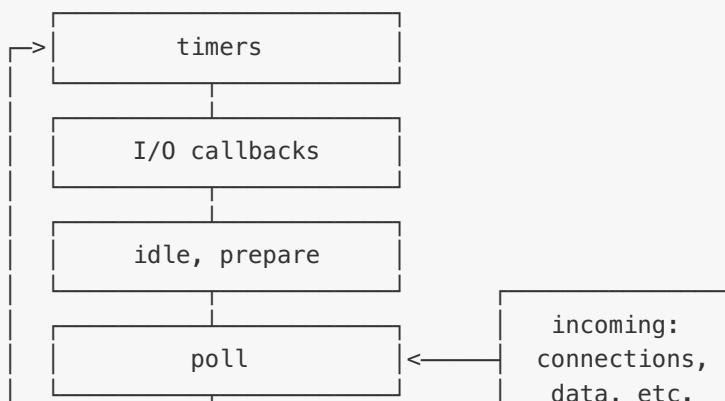 timers
I/O callbacks
idle, prepare
incoming:
poll
connections,
data, etc.